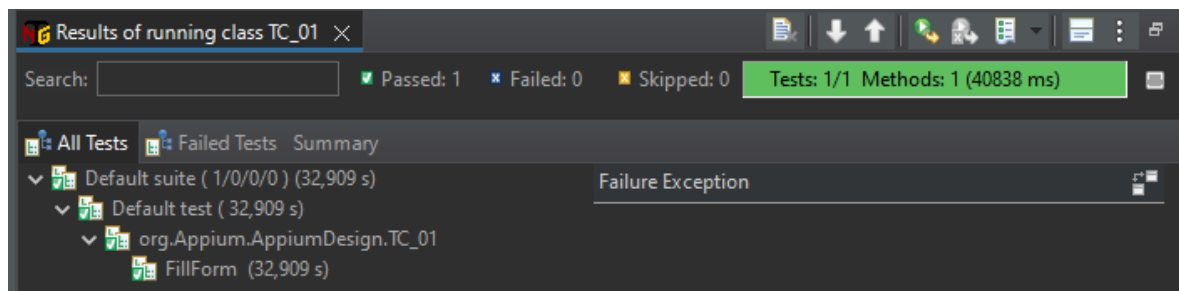 Results of running class TC_01
Search: Passed: 1 Failed: 0 Skipped: 0 Tests: 1/1 Methods: 1 (40838 ms)
All Tests Failed Tests Summary
Default suite ( 1/0/0/0 ) (32,909 s) Failure Exception
Default test ( 32,909 s)
org.Appium.AppiumDesign.TC_01
FillForm (32,909 s)